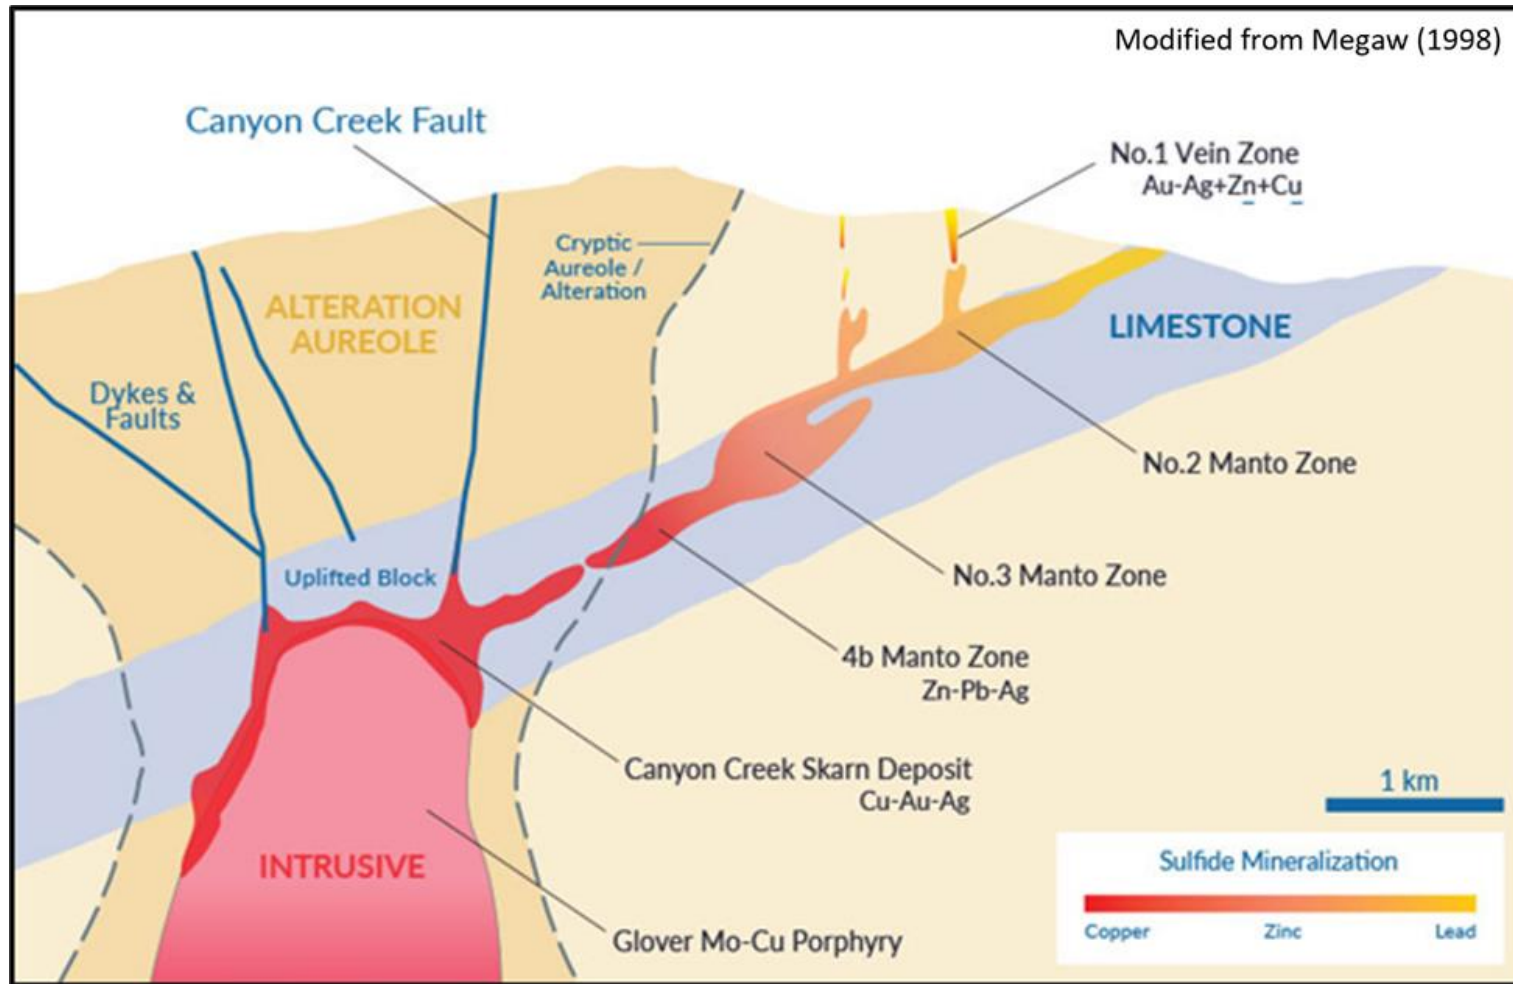 Modified from Megaw (1998)
Canyon Creek Fault
No.1 Vein Zone
Au-Ag+Zn+Cu
Cryptic
Aureole /
Alteration
ALTERATION
AUREOLE
LIMESTONE
Dykes &
Faults
No.2 Manto Zone
Uplifted Block
No.3 Manto Zone
4b Manto Zone
Zn-Pb-Ag
Canyon Creek Skarn Deposit
Cu-Au-Ag
1 km
INTRUSIVE
Sulfide Mineralization
Copper
Zinc
Lead
Glover Mo-Cu Porphyry